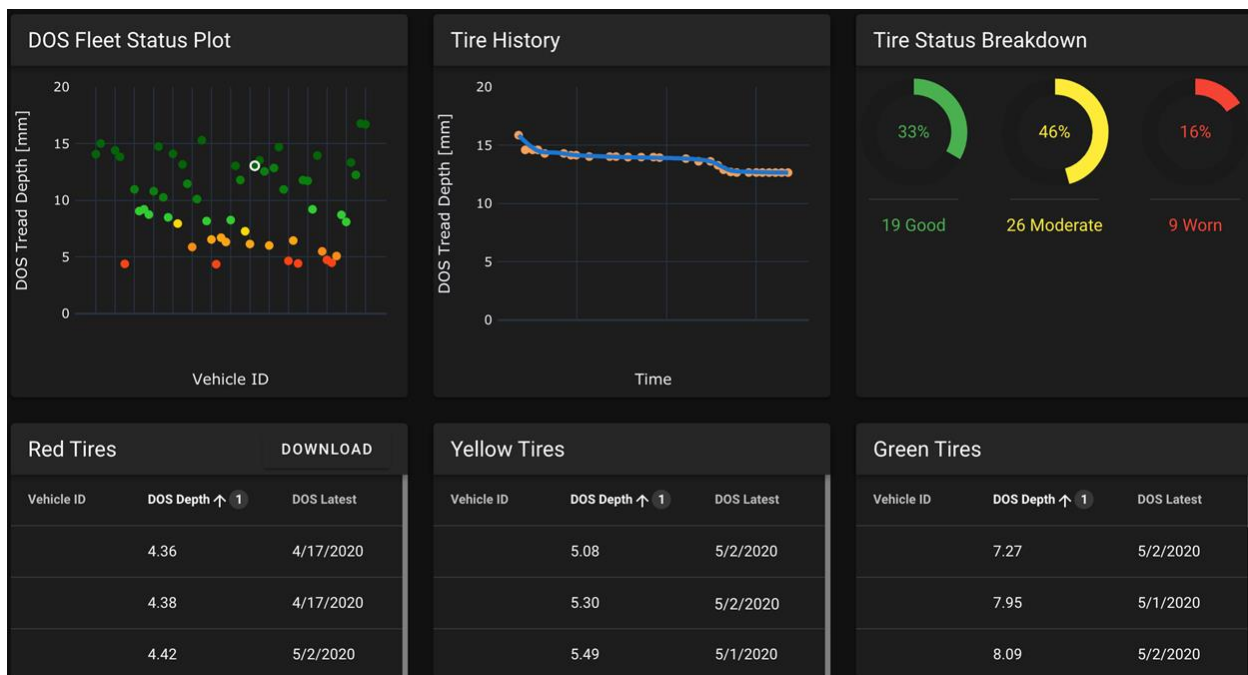 DOS Fleet Status Plot
20
15
10
5
0
DOS Tread Depth [mm]
Vehicle ID
Tire History
20
15
10
5
0
DOS Tread Depth [mm]
Time
Tire Status Breakdown
33%
46%
16%
19 Good
26 Moderate
9 Worn
Red Tires
DOWNLOAD
Vehicle ID DOS Depth ↑ 1 DOS Latest
4.36 4/17/2020
4.38 4/17/2020
4.42 5/2/2020
Yellow Tires
Vehicle ID DOS Depth ↑ 1 DOS Latest
5.08 5/2/2020
5.30 5/2/2020
5.49 5/1/2020
Green Tires
Vehicle ID DOS Depth ↑ 1 DOS Latest
7.27 5/2/2020
7.95 5/1/2020
8.09 5/2/2020